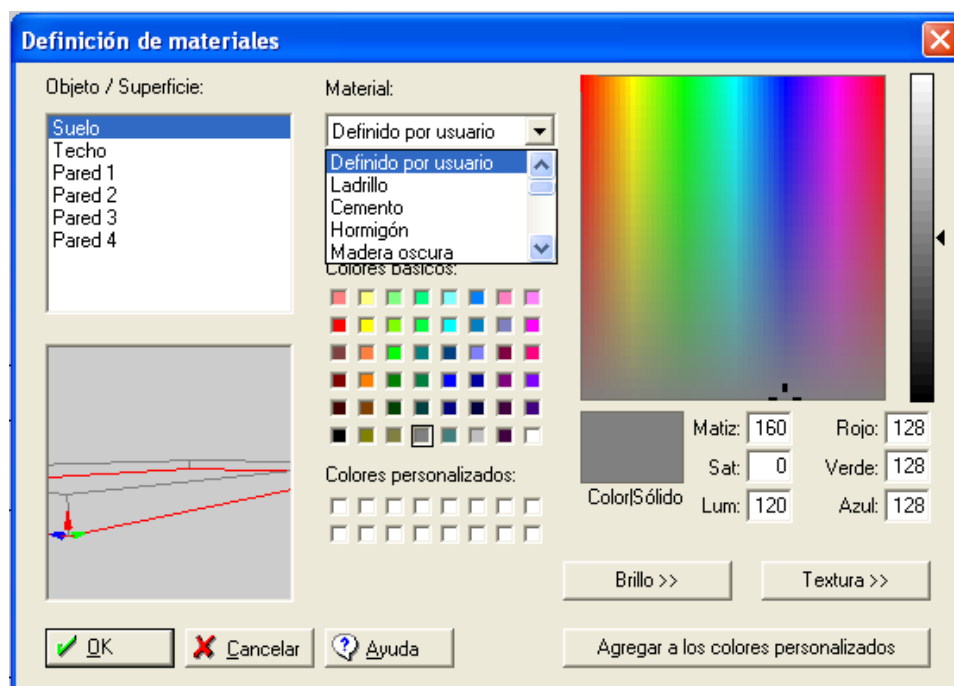 Definición de materiales
Objeto / Superficie:
Suelo
Techo
Pared 1
Pared 2
Pared 3
Pared 4
Material:
Definido por usuario
Definido por usuario
Ladrillo
Cemento
Hormigón
Madera oscura
Colores básicos:
Colores personalizados:
Color|Sólido
Matiz: 160
Sat: 0
Lum: 120
Rojo: 128
Verde: 128
Azul: 128
Brillo >>
Textura >>
OK
Cancelar
Ayuda
Agregar a los colores personalizados